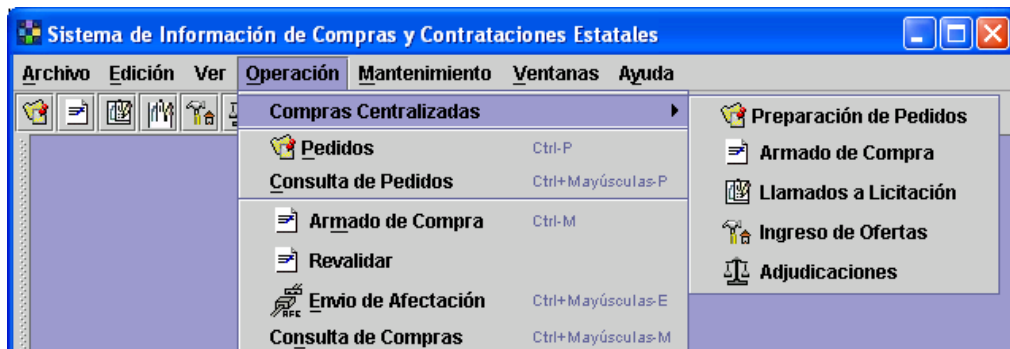 Sistema de Información de Compras y Contrataciones Estatales
Archivo Edición Ver Operación Mantenimiento Ventanas Ayuda
Compras Centralizadas
Pedidos Ctrl-P
Consulta de Pedidos Ctrl+Mayúsculas-P
Armado de Compra Ctrl-M
Revalidar
Envio de Afectación Ctrl+Mayúsculas-E
Consulta de Compras Ctrl+Mayúsculas-M
Preparación de Pedidos
Armado de Compra
Llamados a Licitación
Ingreso de Ofertas
Adjudicaciones